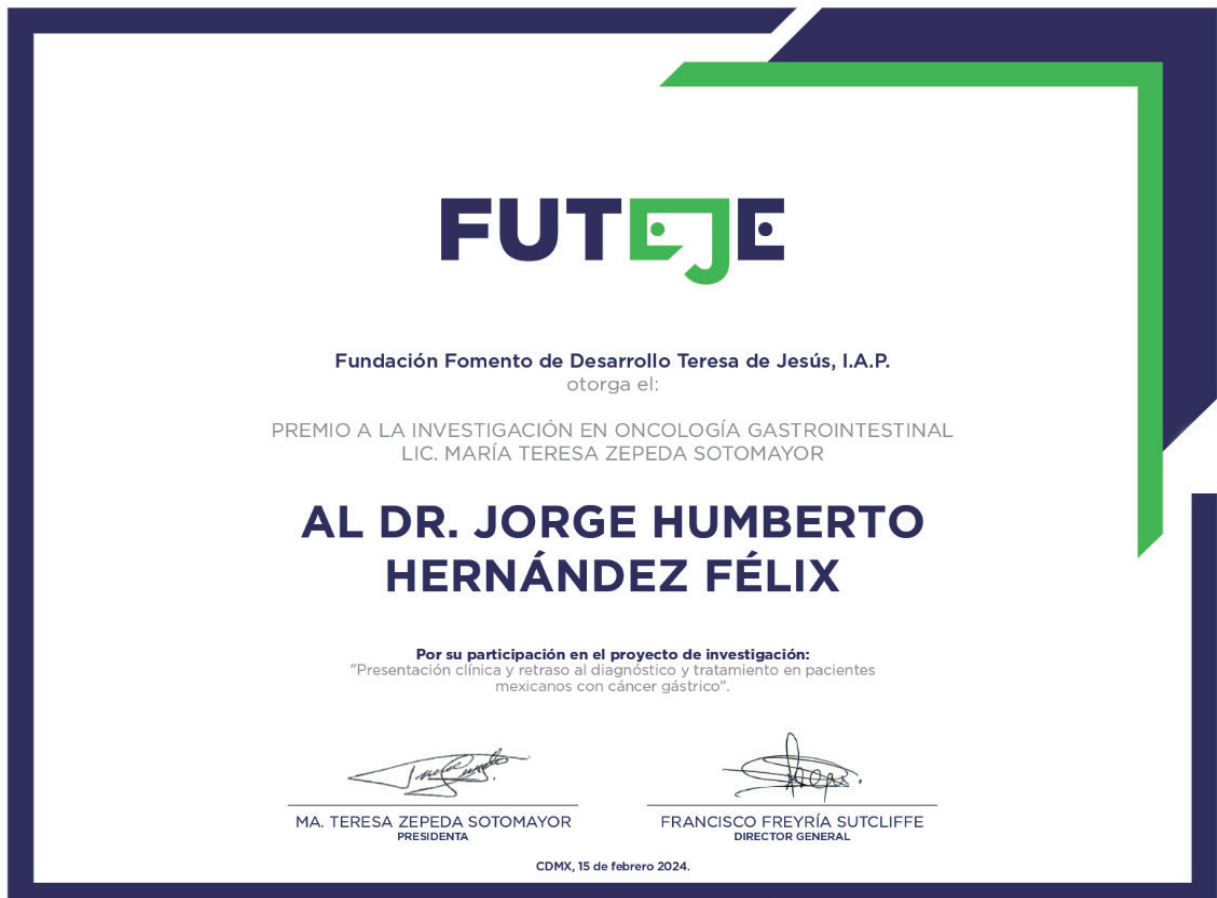 FUTEJE
Fundación Fomento de Desarrollo Teresa de Jesús, I.A.P.
otorga el:
PREMIO A LA INVESTIGACIÓN EN ONCOLOGÍA GASTROINTESTINAL
LIC. MARÍA TERESA ZEPEDA SOTOMAYOR
AL DR. JORGE HUMBERTO
HERNÁNDEZ FÉLIX
Por su participación en el proyecto de investigación:
"Presentación clínica y retraso al diagnóstico y tratamiento en pacientes
mexicanos con cáncer gástrico".
MA. TERESA ZEPEDA SOTOMAYOR
PRESIDENTA
FRANCISCO FREYRÍA SUTCLIFFE
DIRECTOR GENERAL
CDMX, 15 de febrero 2024.